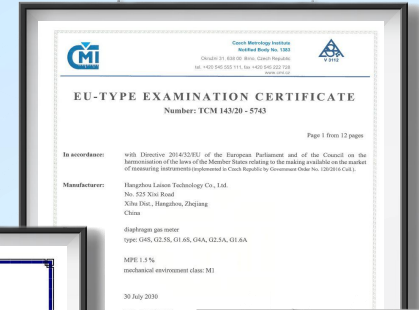 CMI
Czech Metrology Institute
Notified Body No. 1383
Okružní 31, 638 00 Brno, Czech Republic
tel. +420 545 555 111, fax +420 545 222 728
www.cmi.cz
V 3112
EU-TYPE EXAMINATION CERTIFICATE
Number: TCM 143/20 - 5743
Page 1 from 12 pages
In accordance: with Directive 2014/32/EU of the European Parliament and of the Council on the
harmonisation of the laws of the Member States relating to the making available on the market
of measuring instruments (implemented in Czech Republic by Government Order No. 120/2016 Coll.).
Manufacturer: Hangzhou Laison Technology Co., Ltd.
No. 525 Xixi Road
Xihu Dist., Hangzhou, Zhejiang
China
diaphragm gas meter
type: G4S, G2.5S, G1.6S, G4A, G2.5A, G1.6A
MPE 1.5 %
mechanical environment class: M1
30 July 2030